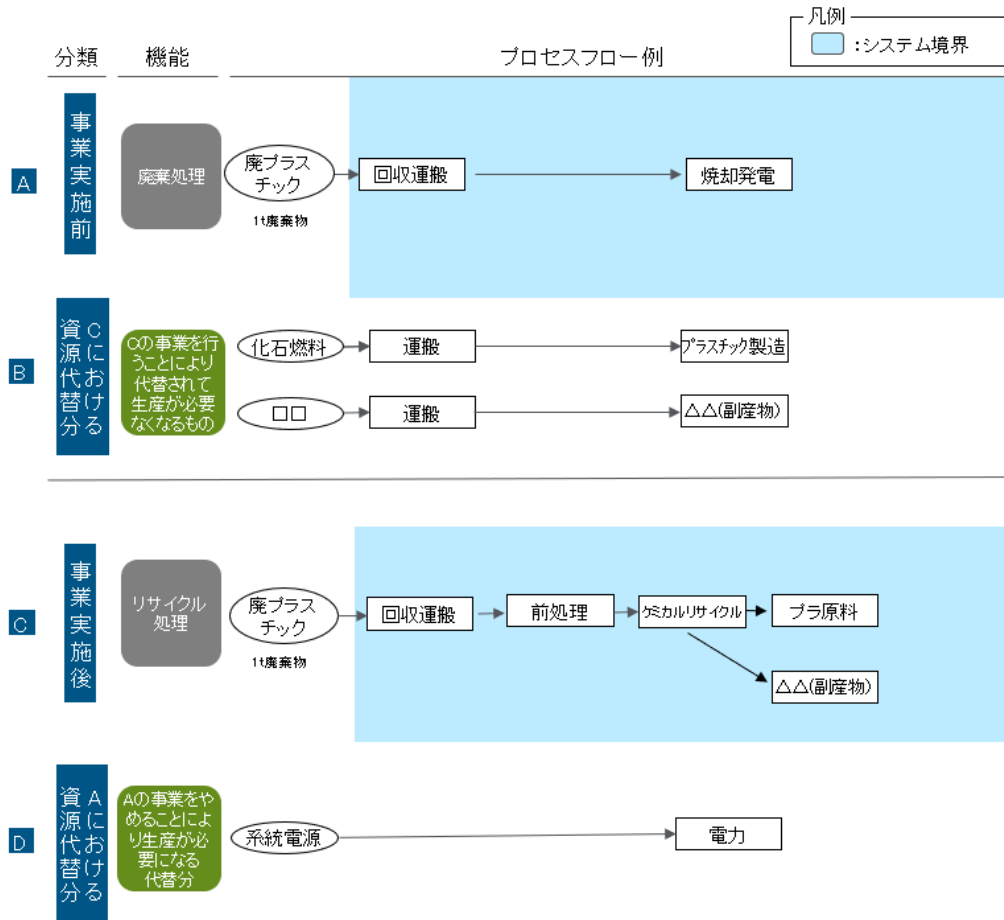 凡例
:システム境界
分類
機能
プロセスフロー例
A
事業実施前
廃棄処理
廃プラス
チック
1t廃棄物
回収運搬
焼却発電
B
Cにおける
資源代替分
Cの事業を行
うことにより
代替されて
生産が必要
なくなるもの
化石燃料
運搬
プラスチック製造
□□
運搬
△△(副産物)
C
事業実施後
リサイクル
処理
廃プラス
チック
1t廃棄物
回収運搬
前処理
ケミカルリサイクル
プラ原料
△△(副産物)
D
Aにおける
資源代替分
Aの事業をや
めることによ
り生産が必
要になる
代替分
系統電源
電力